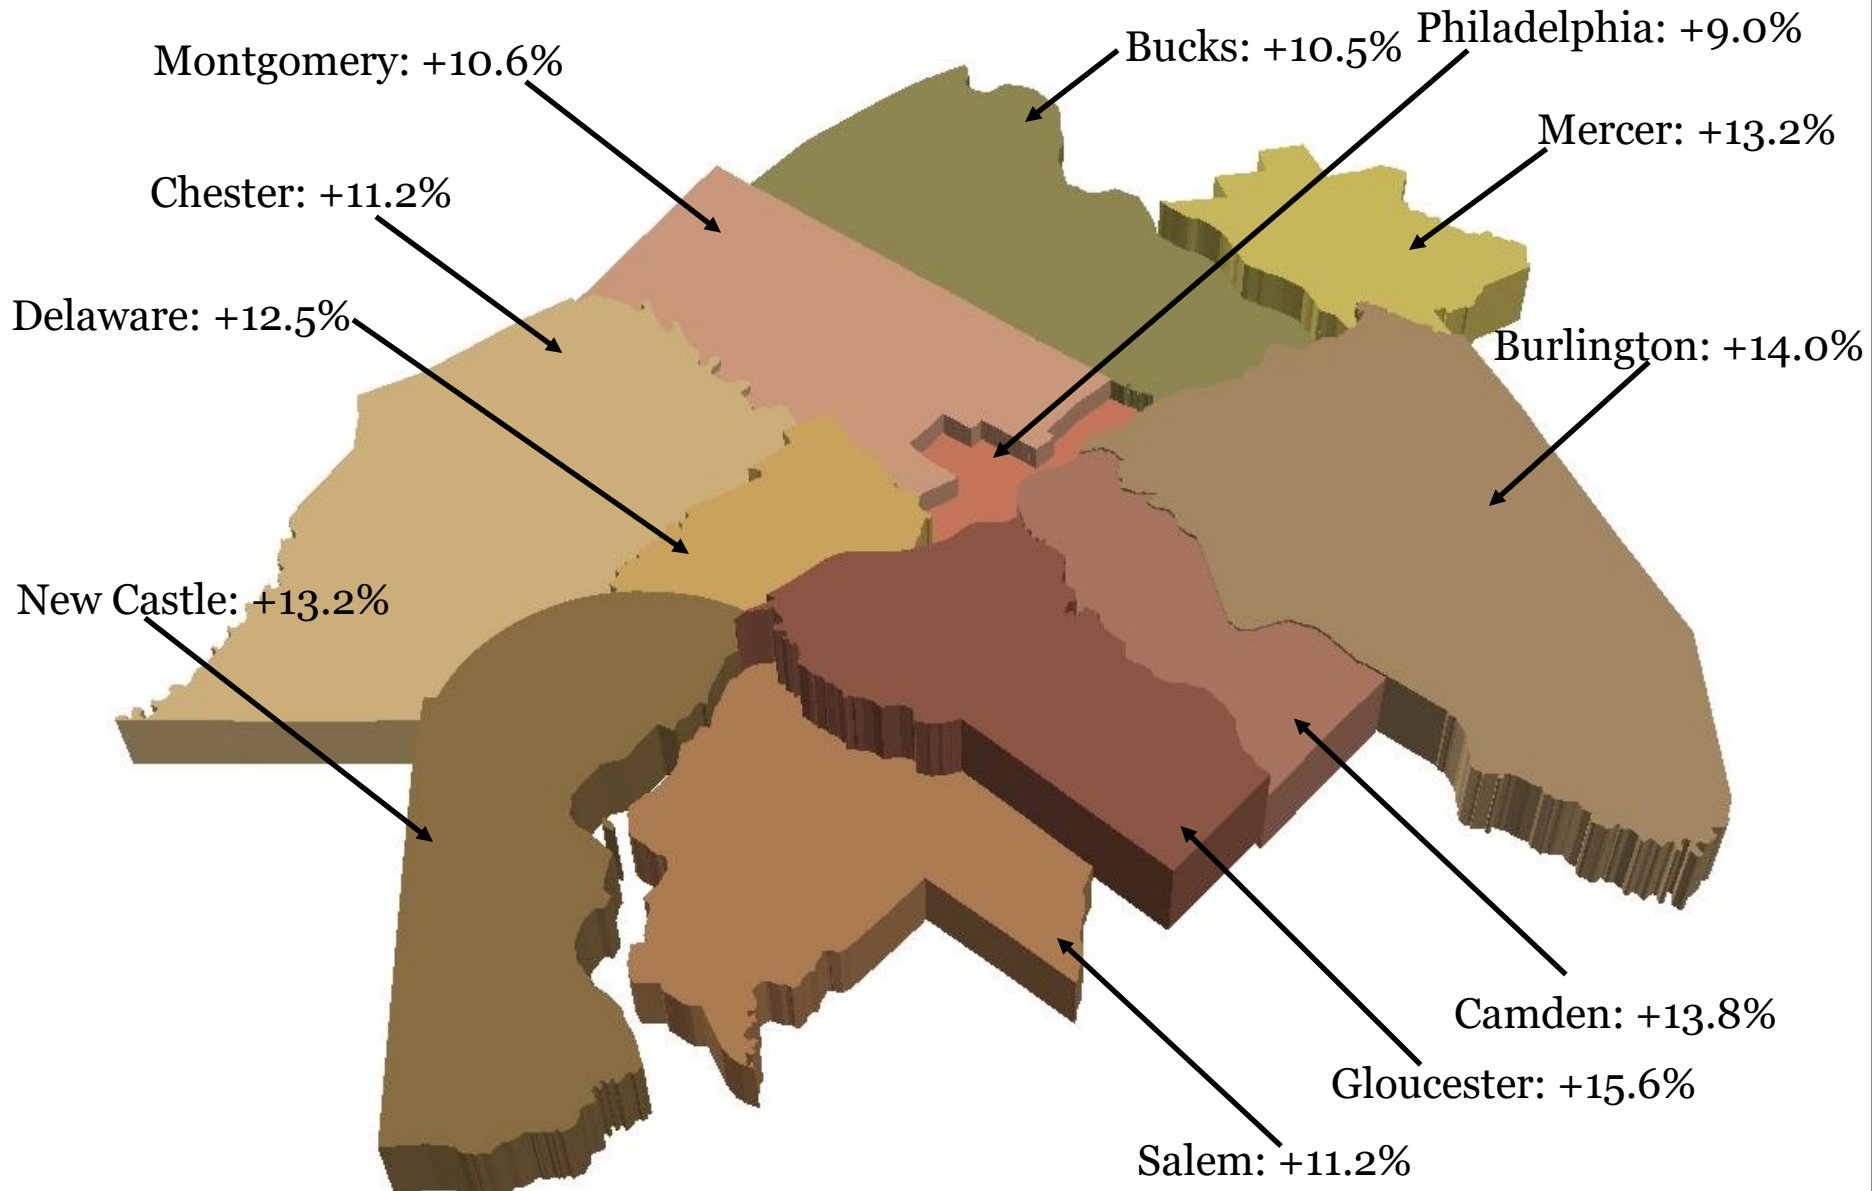 Philadelphia: +9.0%
Bucks: +10.5%
Montgomery: +10.6%
Mercer: +13.2%
Chester: +11.2%
Delaware: +12.5%
Burlington: +14.0%
New Castle: +13.2%
Camden: +13.8%
Gloucester: +15.6%
Salem: +11.2%